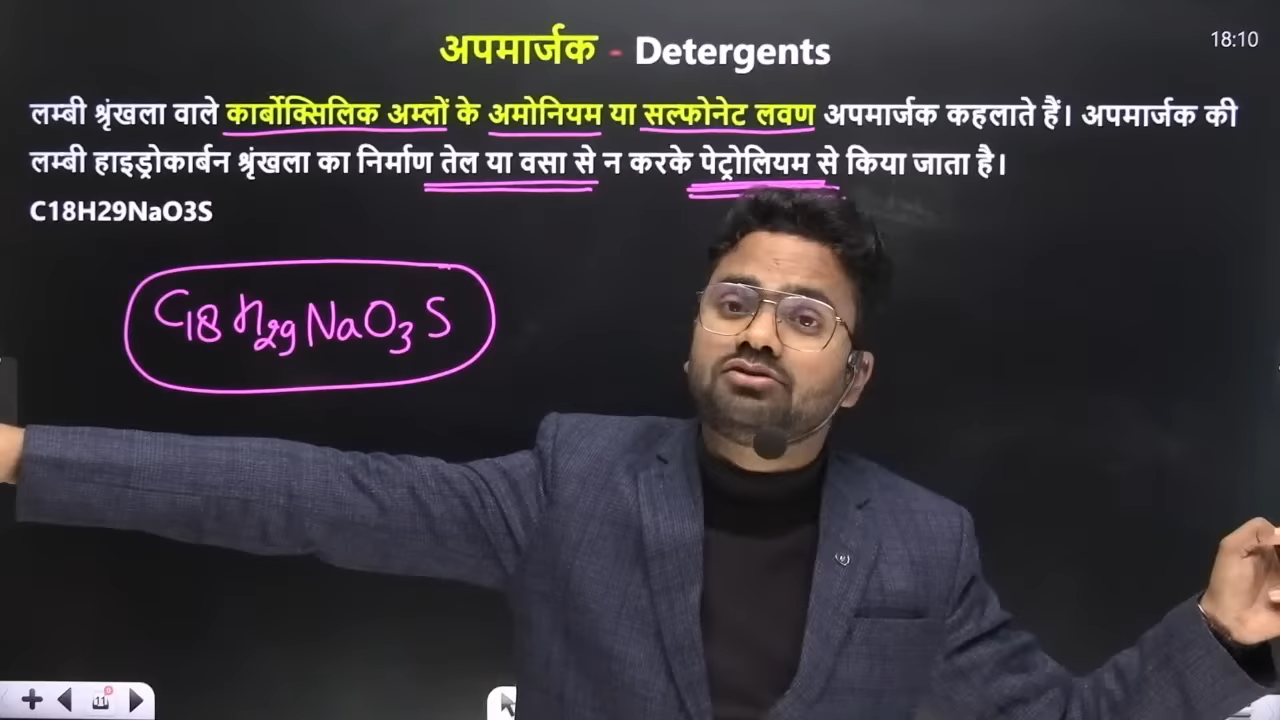 18:10
अपमार्जक - Detergents
लम्बी श्रृंखला वाले कार्बोक्सिलिक अम्लों के अमोनियम या सल्फोनेट लवण अपमार्जक कहलाते हैं। अपमार्जक की
लम्बी हाइड्रोकार्बन श्रृंखला का निर्माण तेल या वसा से न करके पेट्रोलियम से किया जाता है।
C18H29NaO3S
C18H29NaO3S
11